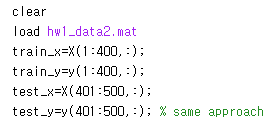 clear
load hw1_data2.mat
train_x=X(1:400,:);
train_y=y(1:400,:);
test_x=X(401:500,:);
test_y=y(401:500,:); % same approach